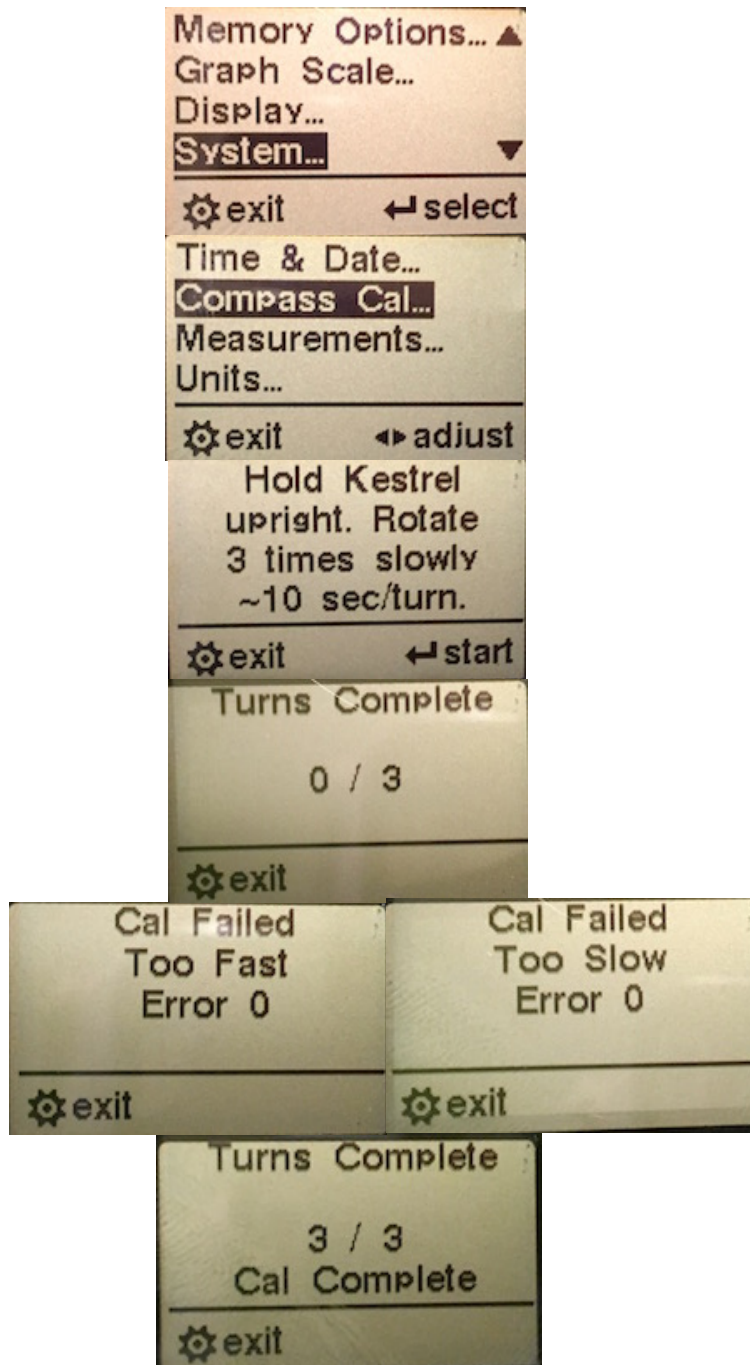 Memory Options... ▲
Graph Scale...
Display...
System... ▼
exit ↵ select
Time & Date...
Compass Cal...
Measurements...
Units...
exit ◂▸ adjust
Hold Kestrel
upright. Rotate
3 times slowly
~10 sec/turn.
exit ↵ start
Turns Complete
0 / 3
exit
Cal Failed
Too Fast
Error 0
exit
Cal Failed
Too Slow
Error 0
exit
Turns Complete
3 / 3
Cal Complete
exit